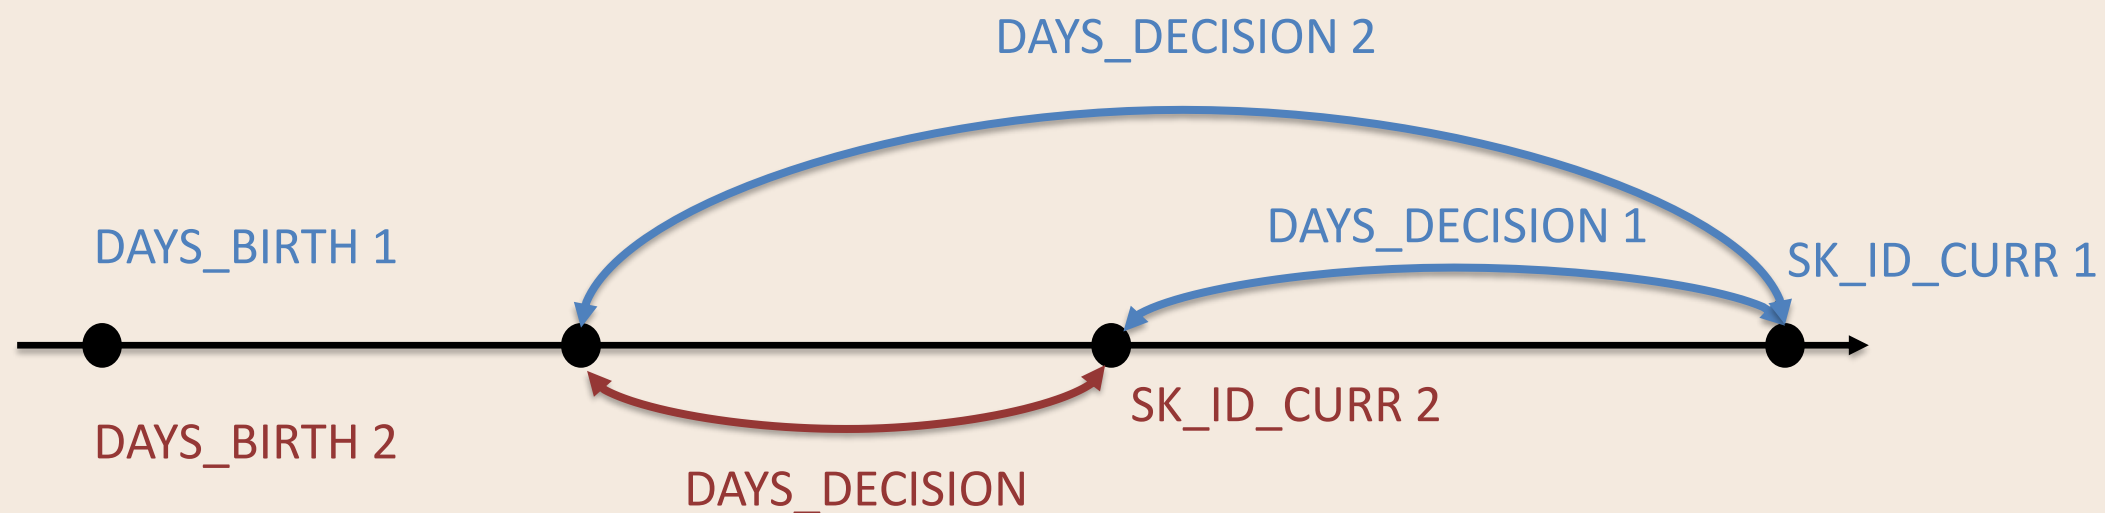 DAYS_DECISION 2
DAYS_DECISION 1
DAYS_BIRTH 1
SK_ID_CURR 1
SK_ID_CURR 2
DAYS_BIRTH 2
DAYS_DECISION